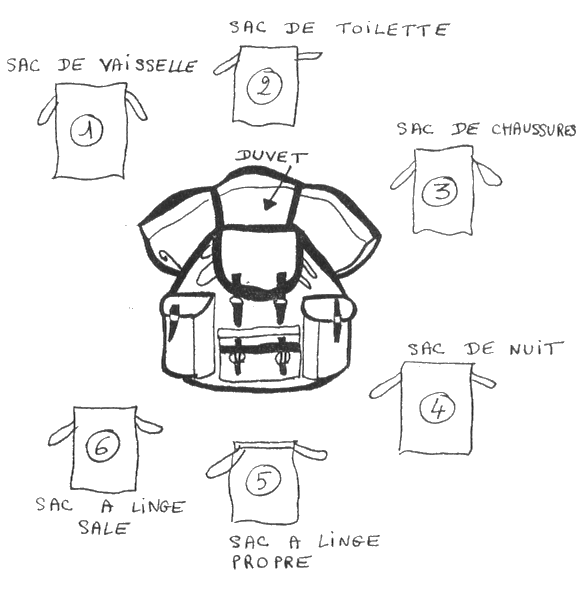 SAC DE TOILETTE
SAC DE VAISSELLE
2
1
SAC DE CHAUSSURES
DUVET
3
SAC DE NUIT
4
6
5
SAC A LINGE
SALE
SAC A LINGE
PROPRE